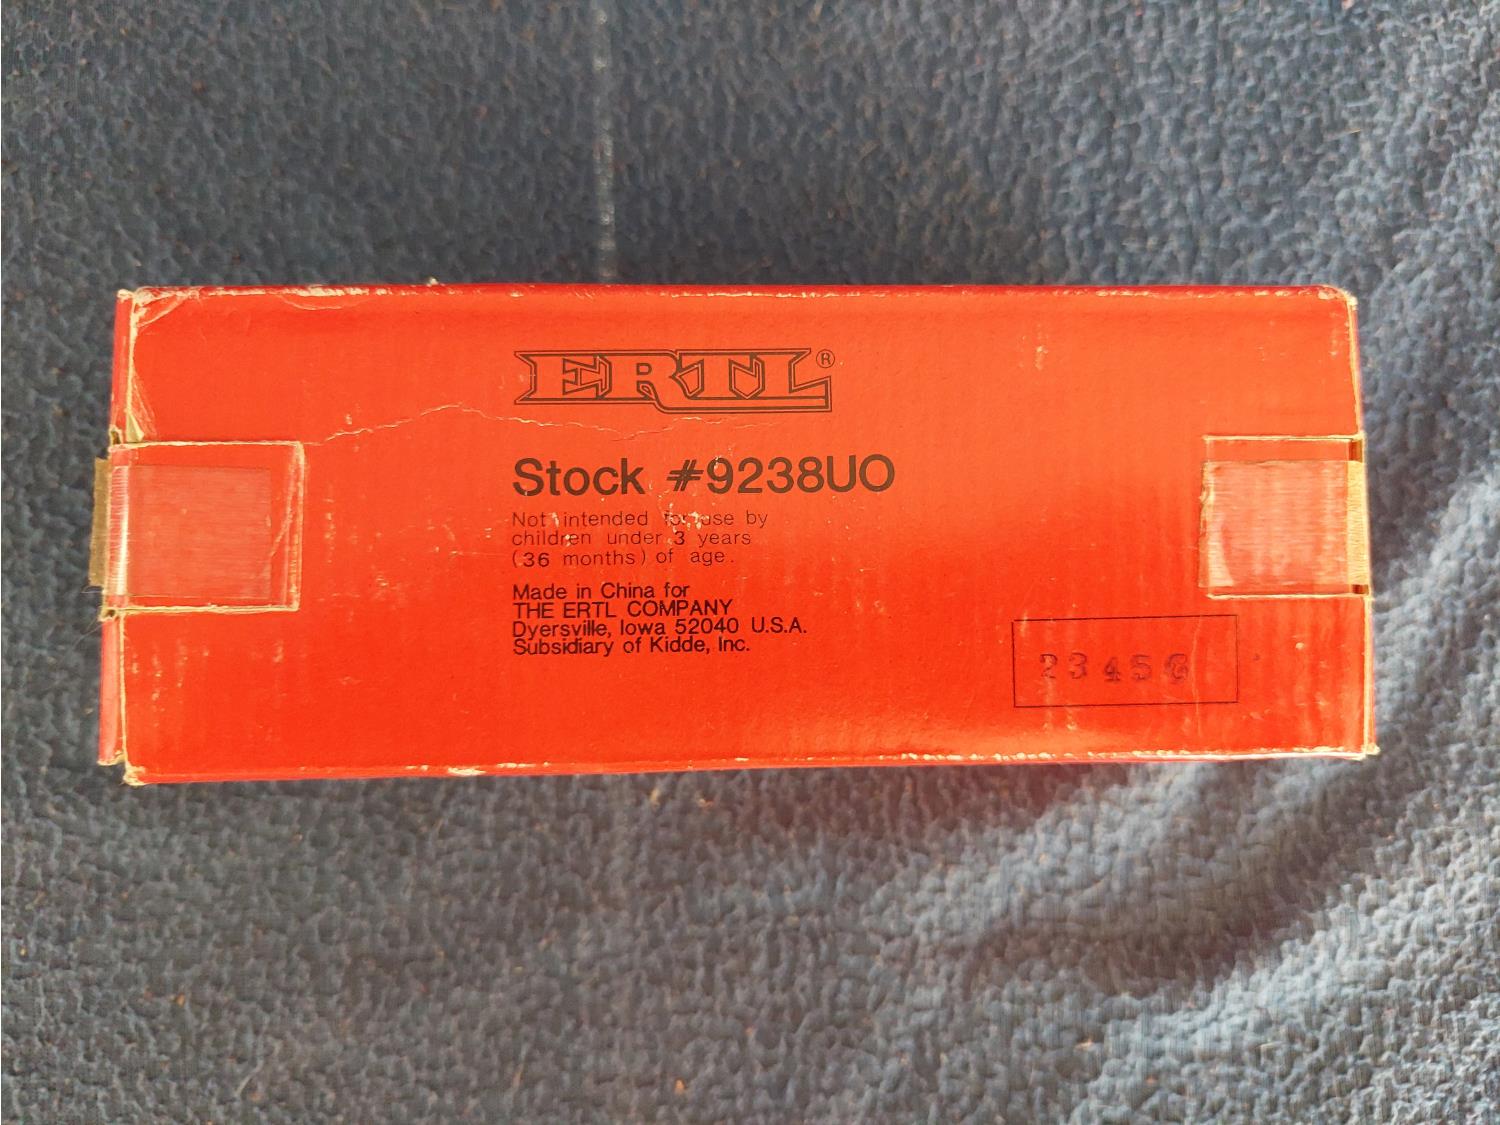 ERTL®
Stock #9238UO
Not intended for use by
children under 3 years
(36 months) of age.
Made in China for
THE ERTL COMPANY
Dyersville, Iowa 52040 U.S.A.
Subsidiary of Kidde, Inc.
23456